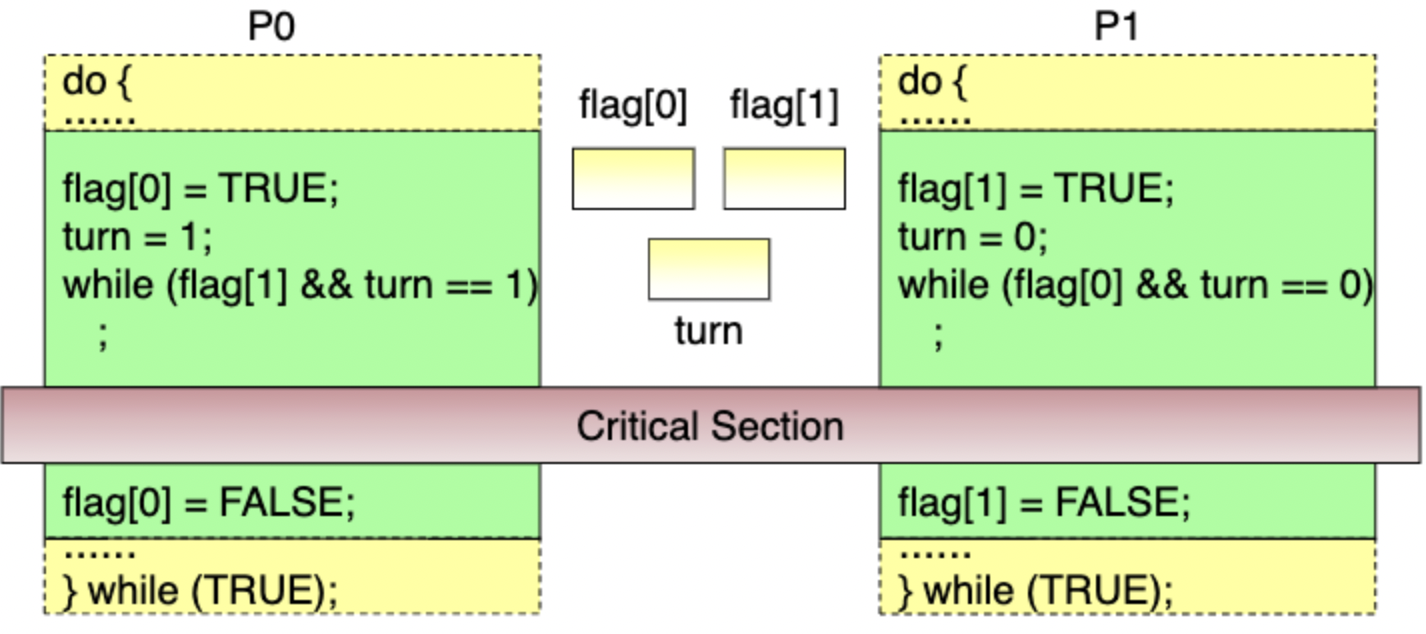 P0
do {
......
flag[0] = TRUE;
turn = 1;
while (flag[1] && turn == 1)
;
flag[0] flag[1]
turn
P1
do {
......
flag[1] = TRUE;
turn = 0;
while (flag[0] && turn == 0)
;
Critical Section
flag[0] = FALSE;
......
} while (TRUE);
flag[1] = FALSE;
......
} while (TRUE);